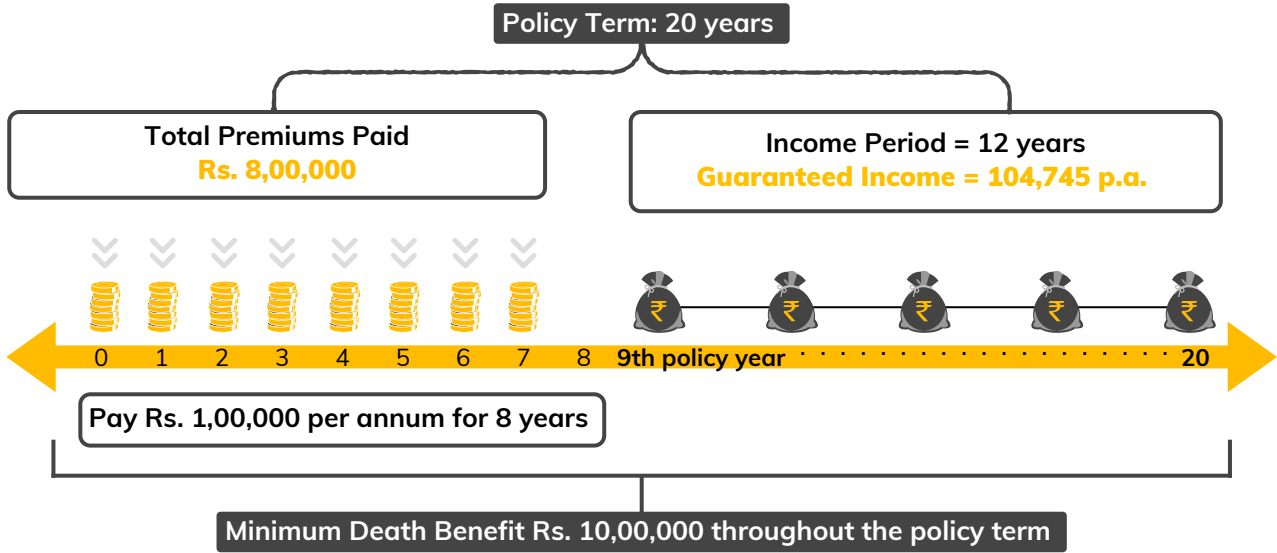 Policy Term: 20 years
Total Premiums Paid
Rs. 8,00,000
Income Period = 12 years
Guaranteed Income = 104,745 p.a.
₹ ₹ ₹ ₹ ₹
0 1 2 3 4 5 6 7 8 9th policy year . . . . . . . . . . . . . . . . . . . . 20
Pay Rs. 1,00,000 per annum for 8 years
Minimum Death Benefit Rs. 10,00,000 throughout the policy term